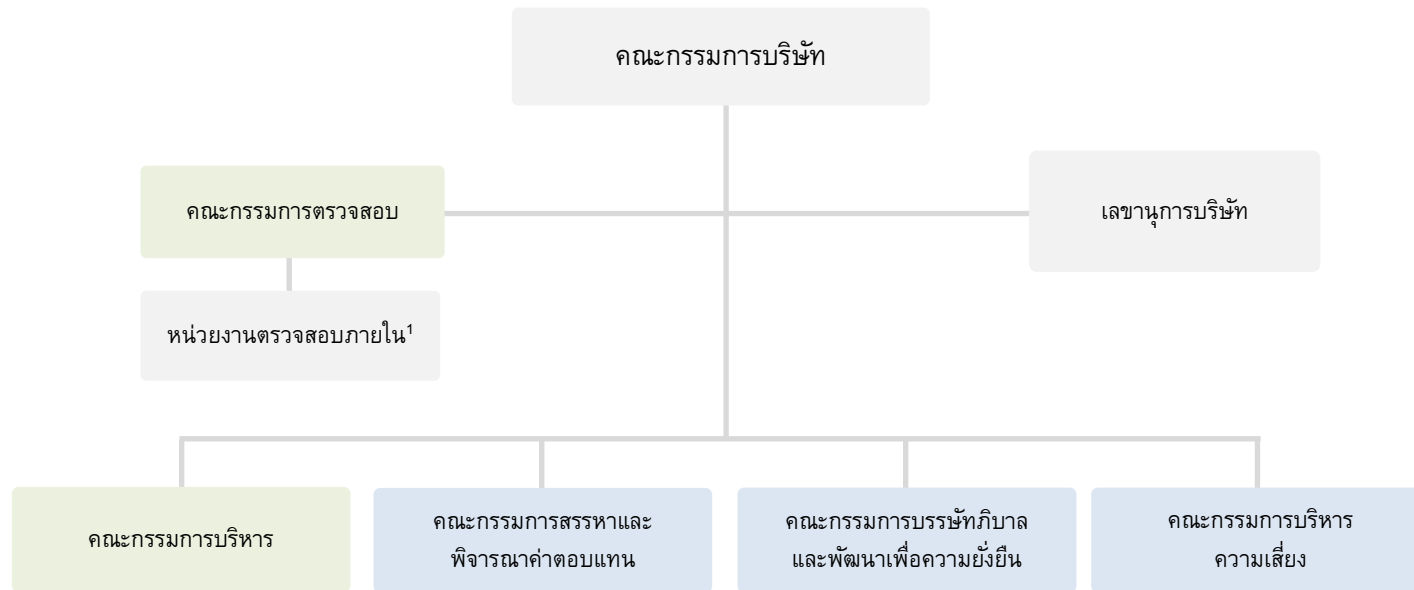 คณะกรรมการบริษัท
คณะกรรมการตรวจสอบ
เลขานุการบริษัท
หน่วยงานตรวจสอบภายใน¹
คณะกรรมการบริหาร
คณะกรรมการสรรหาและ
พิจารณาค่าตอบแทน
คณะกรรมการบรรษัทภิบาล
และพัฒนาเพื่อความยั่งยืน
คณะกรรมการบริหาร
ความเสี่ยง